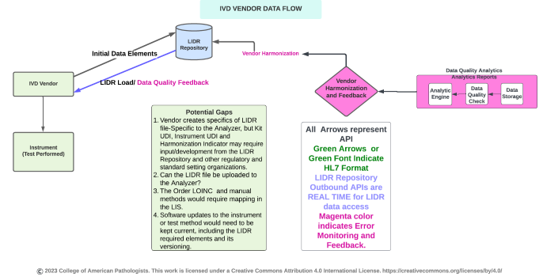 IVD VENDOR DATA FLOW
LIDR
Repository
Initial Data Elements
Vendor Harmonization
LIDR Load/ Data Quality Feedback
IVD Vendor
Vendor
Harmonization
and Feedback
Data Quality Analytics
Analytics Reports
Analytic
Engine
Data
Quality
Check
Data
Storage
Instrument
(Test Performed)
Potential Gaps
1. Vendor creates specifics of LIDR
file-Specific to the Analyzer, but Kit
UDI, Instrument UDI and
Harmonization Indicator may require
input/development from the LIDR
Repository and other regulatory and
standard setting organizations.
2. Can the LIDR file be uploaded to
the Analyzer?
3. The Order LOINC and manual
methods would require mapping in
the LIS.
4. Software updates to the instrument
or test method would need to be
kept current, including the LIDR
required elements and its
versioning.
All Arrows represent
API
Green Arrows or
Green Font Indicate
HL7 Format
LIDR Repository
Outbound APIs are
REAL TIME for LIDR
data access
Magenta color
indicates Error
Monitoring and
Feedback.
© 2023 College of American Pathologists. This work is licensed under a Creative Commons Attribution 4.0 International License. https://creativecommons.org/licenses/by/4.0/